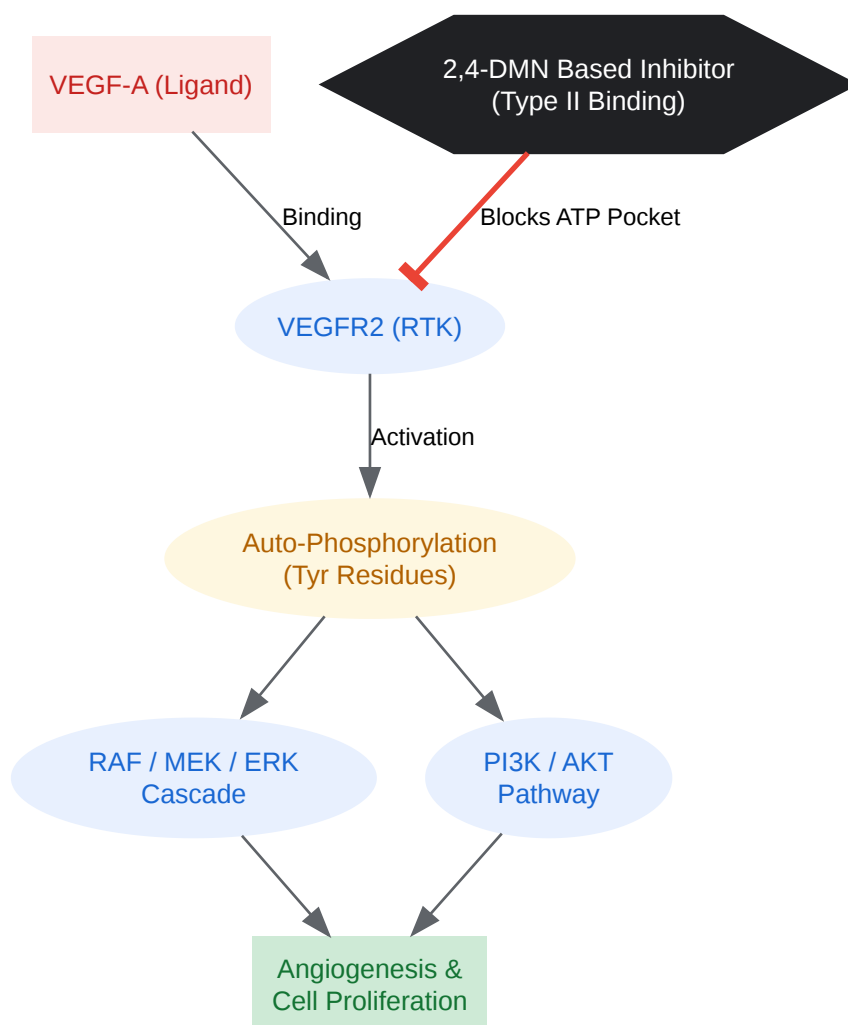 VEGF-A (Ligand)
2,4-DMN Based Inhibitor
(Type II Binding)
Binding
Blocks ATP Pocket
VEGFR2 (RTK)
Activation
Auto-Phosphorylation
(Tyr Residues)
RAF / MEK / ERK
Cascade
PI3K / AKT
Pathway
Angiogenesis &
Cell Proliferation